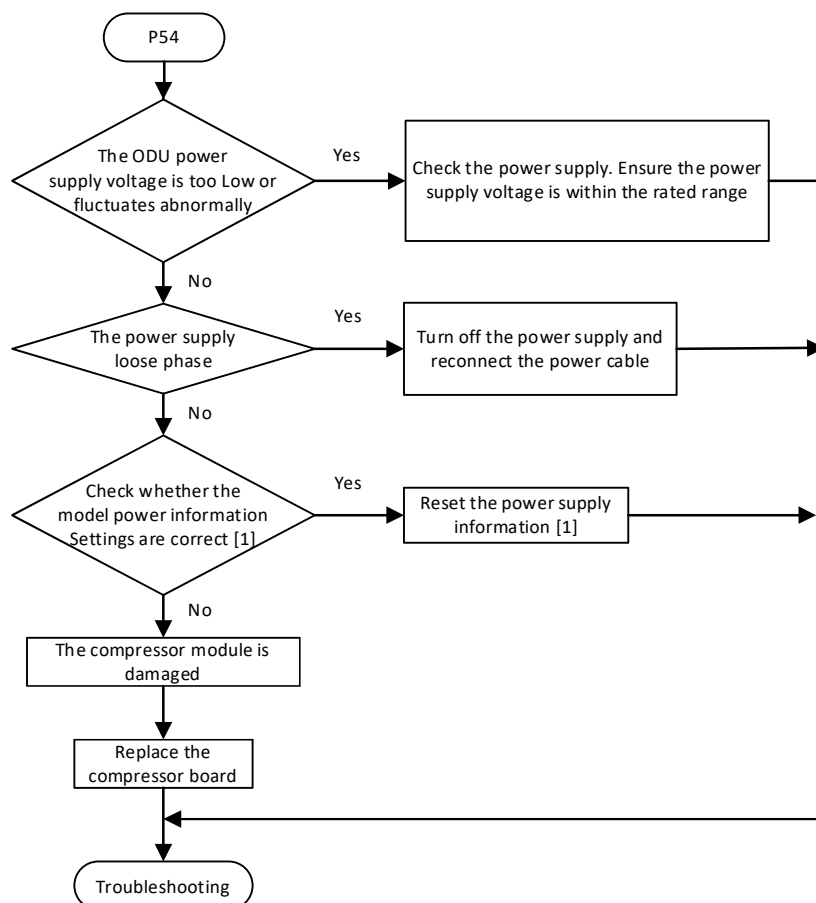 P54
The ODU power
supply voltage is too Low or
fluctuates abnormally
Yes
Check the power supply. Ensure the power
supply voltage is within the rated range
No
The power supply
loose phase
Yes
Turn off the power supply and
reconnect the power cable
No
Check whether the
model power information
Settings are correct [1]
Yes
Reset the power supply
information [1]
No
The compressor module is
damaged
Replace the
compressor board
Troubleshooting